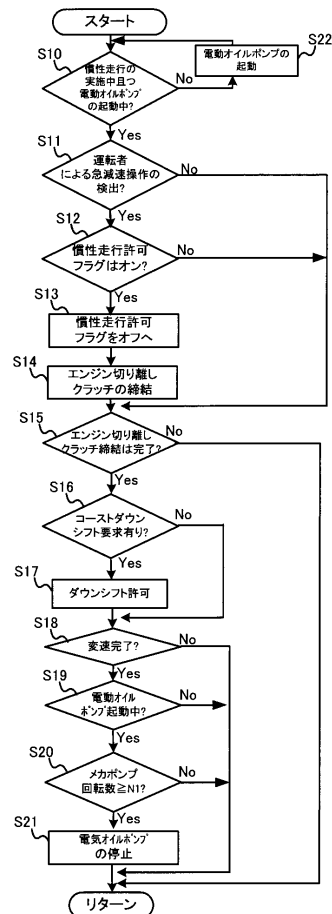 スタート
S10
慣性走行の
実施中且つ
電動オイルポンプ
の起動中?
No
電動オイルポンプの
起動
S22
Yes
S11
運転者
による急減速操作の
検出?
No
Yes
S12
慣性走行許可
フラグはオン?
No
Yes
S13
慣性走行許可
フラグをオフへ
S14
エンジン切り離し
クラッチの締結
S15
エンジン切り離し
クラッチ締結は完了?
No
Yes
S16
コーストダウン
シフト要求有り?
No
Yes
S17
ダウンシフト許可
S18
変速完了?
No
Yes
S19
電動オイル
ポンプ起動中?
No
Yes
S20
メカポンプ
回転数≧N1?
No
Yes
S21
電気オイルポンプ
の停止
リターン